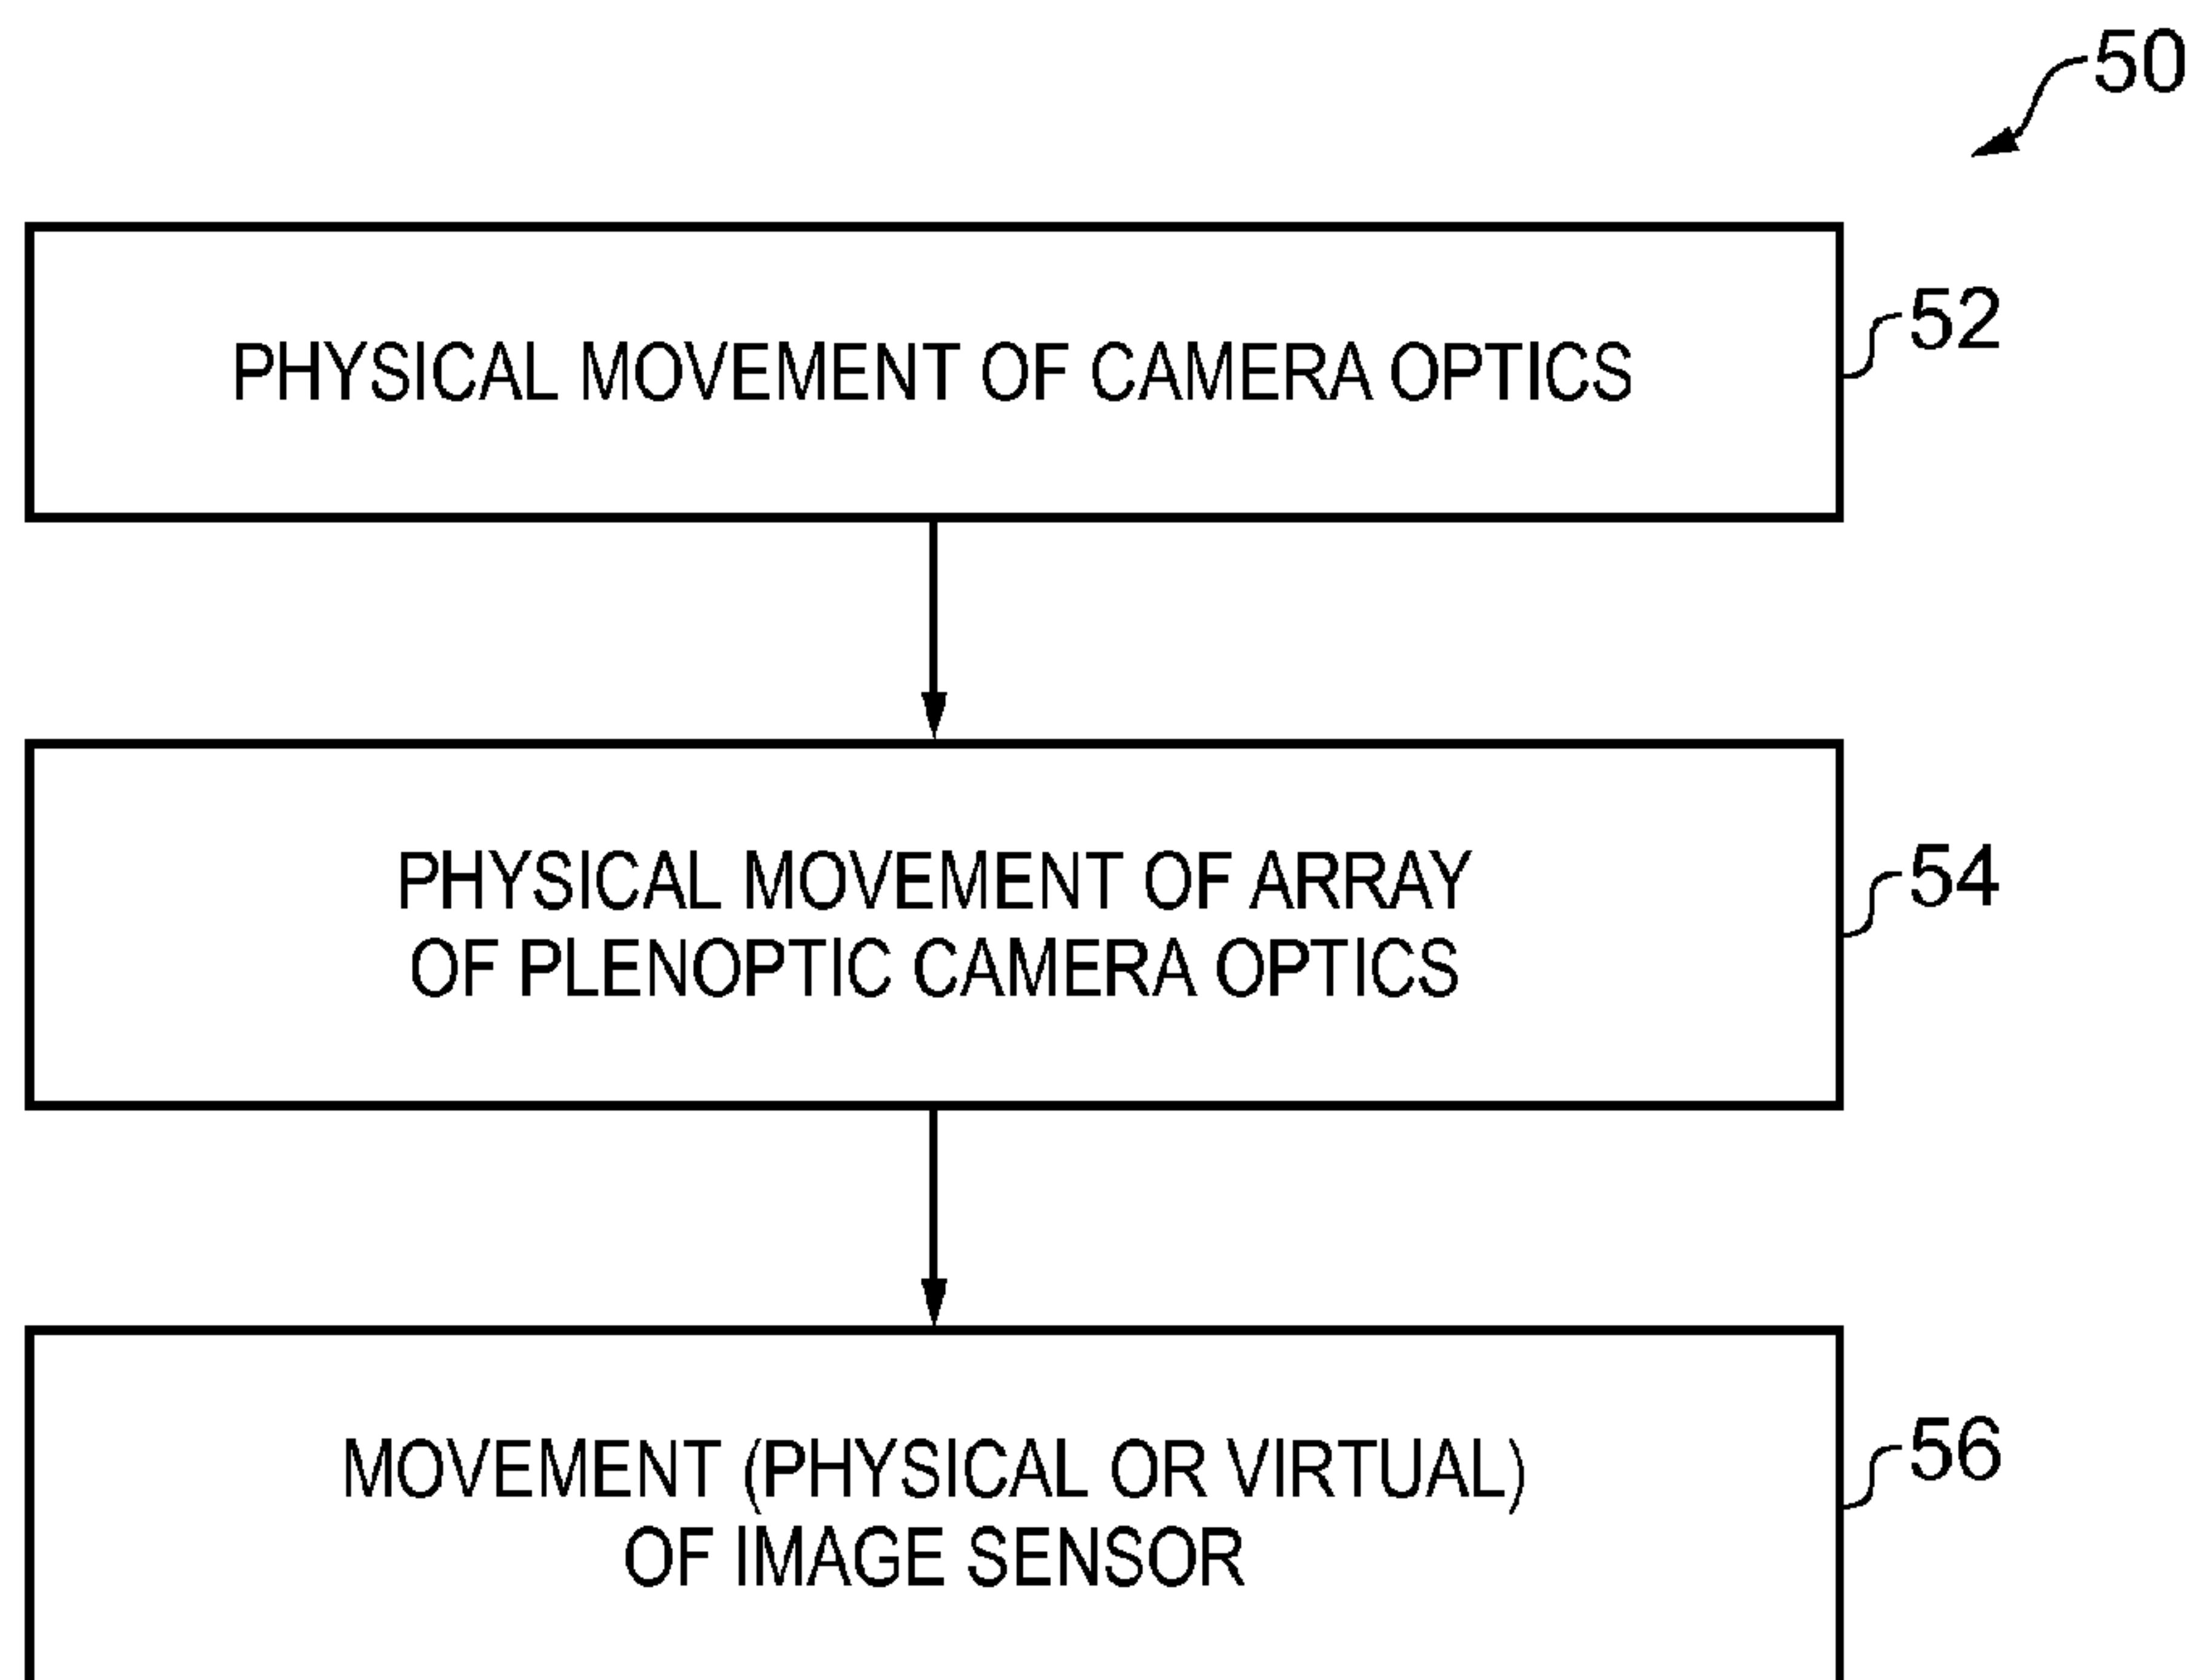 50
PHYSICAL MOVEMENT OF CAMERA OPTICS
52
PHYSICAL MOVEMENT OF ARRAY
OF PLENOPTIC CAMERA OPTICS
54
MOVEMENT (PHYSICAL OR VIRTUAL)
OF IMAGE SENSOR
56